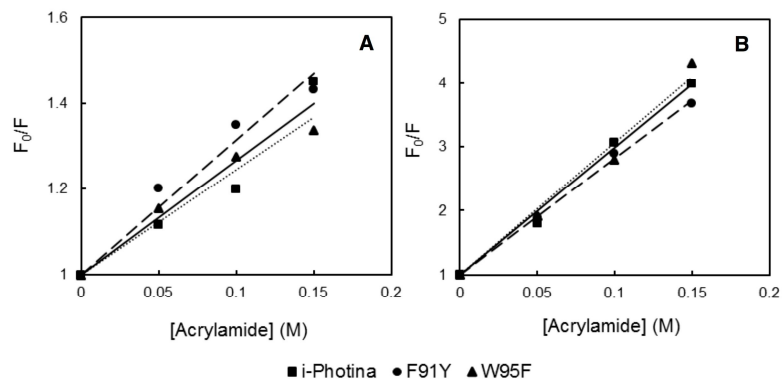 A
F0/F
1.6
1.4
1.2
1
0
0.05
0.1
0.15
0.2
[Acrylamide] (M)
B
F0/F
5
4
3
2
1
0
0.05
0.1
0.15
0.2
[Acrylamide] (M)
i-Photina F91Y W95F